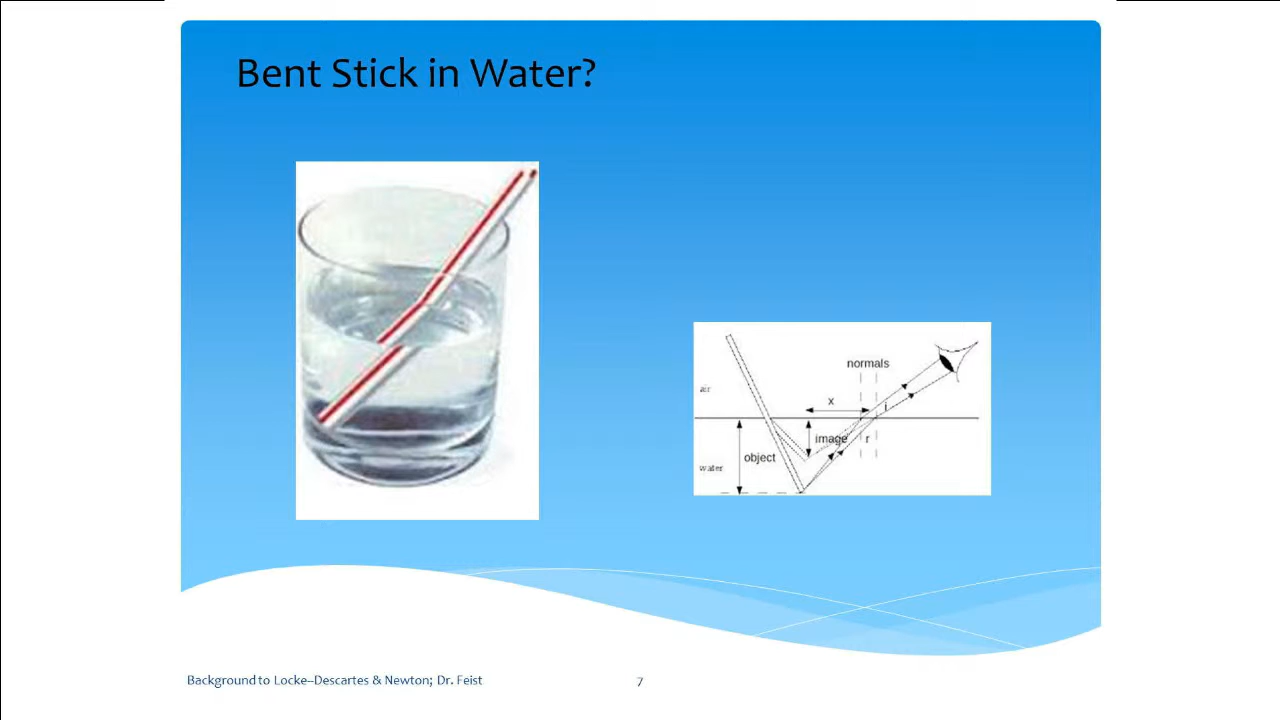 Bent Stick in Water?
normals
air
x
i
image
r
object
water
Background to Locke--Descartes & Newton; Dr. Feist
7